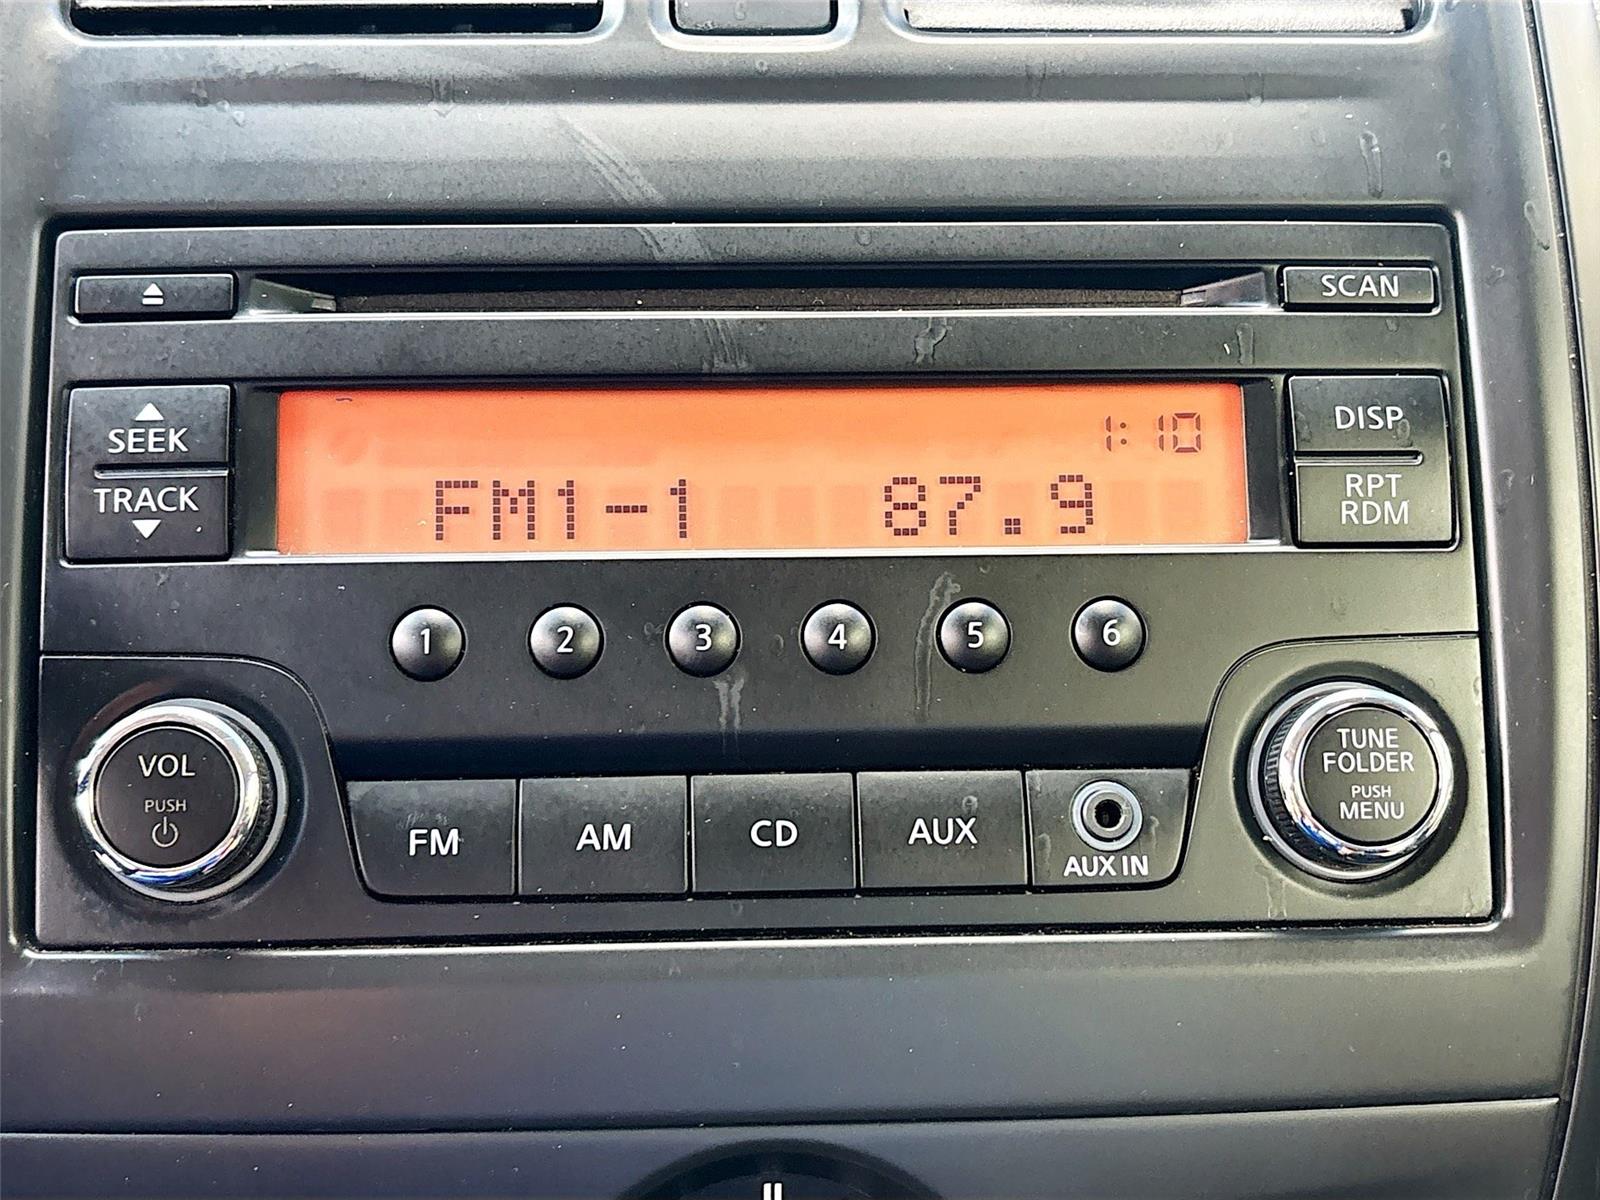 SCAN
SEEK
TRACK
1:10
FM1-1 87.9
DISP
RPT
RDM
1 2 3 4 5 6
VOL
PUSH
FM
AM
CD
AUX
AUX IN
TUNE
FOLDER
PUSH
MENU